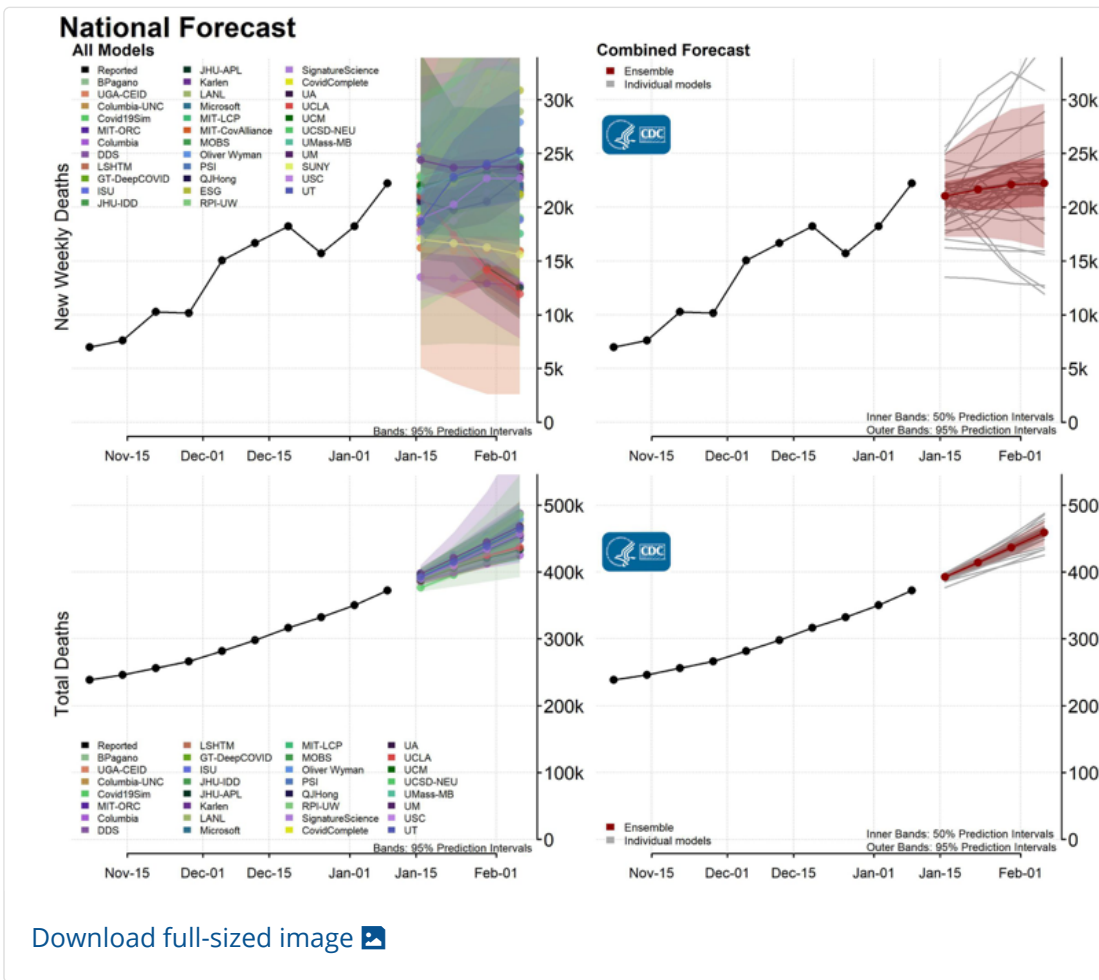 National Forecast
All Models
Reported
BPagano
UGA-CEID
Columbia-UNC
Covid19Sim
MIT-ORC
Columbia
DDS
LSHTM
GT-DeepCOVID
ISU
JHU-IDD
JHU-APL
Karlen
LANL
Microsoft
MIT-LCP
MIT-CovAlliance
MOBS
Oliver Wyman
PSI
QJHong
ESG
RPI-UW
SignatureScience
CovidComplete
UA
UCLA
UCM
UCSD-NEU
UMass-MB
UM
SUNY
USC
UT
New Weekly Deaths
30k
25k
20k
15k
10k
5k
0
Bands: 95% Prediction Intervals
Nov-15 Dec-01 Dec-15 Jan-01 Jan-15 Feb-01
Combined Forecast
Ensemble
Individual models
CDC
30k
25k
20k
15k
10k
5k
0
Inner Bands: 50% Prediction Intervals
Outer Bands: 95% Prediction Intervals
Nov-15 Dec-01 Dec-15 Jan-01 Jan-15 Feb-01
Total Deaths
500k
400k
300k
200k
100k
0
Reported
BPagano
UGA-CEID
Columbia-UNC
Covid19Sim
MIT-ORC
Columbia
DDS
LSHTM
GT-DeepCOVID
ISU
JHU-IDD
JHU-APL
Karlen
LANL
Microsoft
MIT-LCP
MOBS
Oliver Wyman
PSI
QJHong
RPI-UW
SignatureScience
CovidComplete
UA
UCLA
UCM
UCSD-NEU
UMass-MB
UM
USC
UT
Bands: 95% Prediction Intervals
Nov-15 Dec-01 Dec-15 Jan-01 Jan-15 Feb-01
CDC
500
400
300
200
100
0
Ensemble
Individual models
Inner Bands: 50% Prediction Intervals
Outer Bands: 95% Prediction Intervals
Nov-15 Dec-01 Dec-15 Jan-01 Jan-15 Feb-01
Download full-sized image